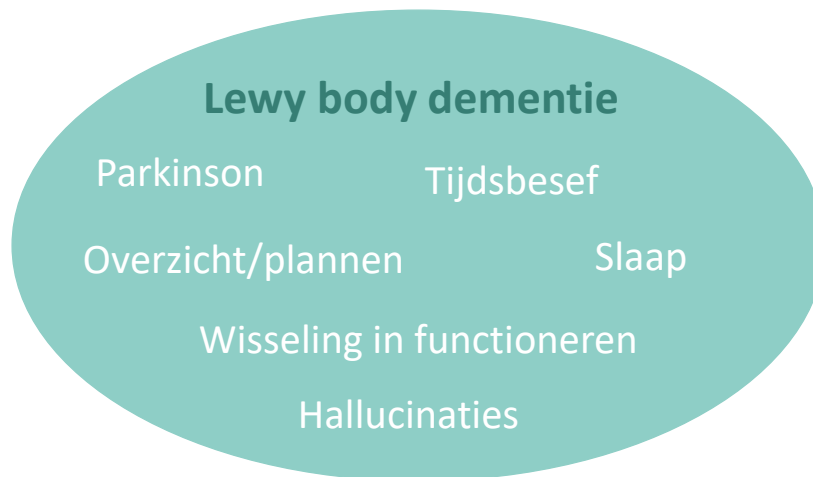 Lewy body dementie
Parkinson
Tijdsbesef
Overzicht/plannen
Slaap
Wisseling in functioneren
Hallucinaties